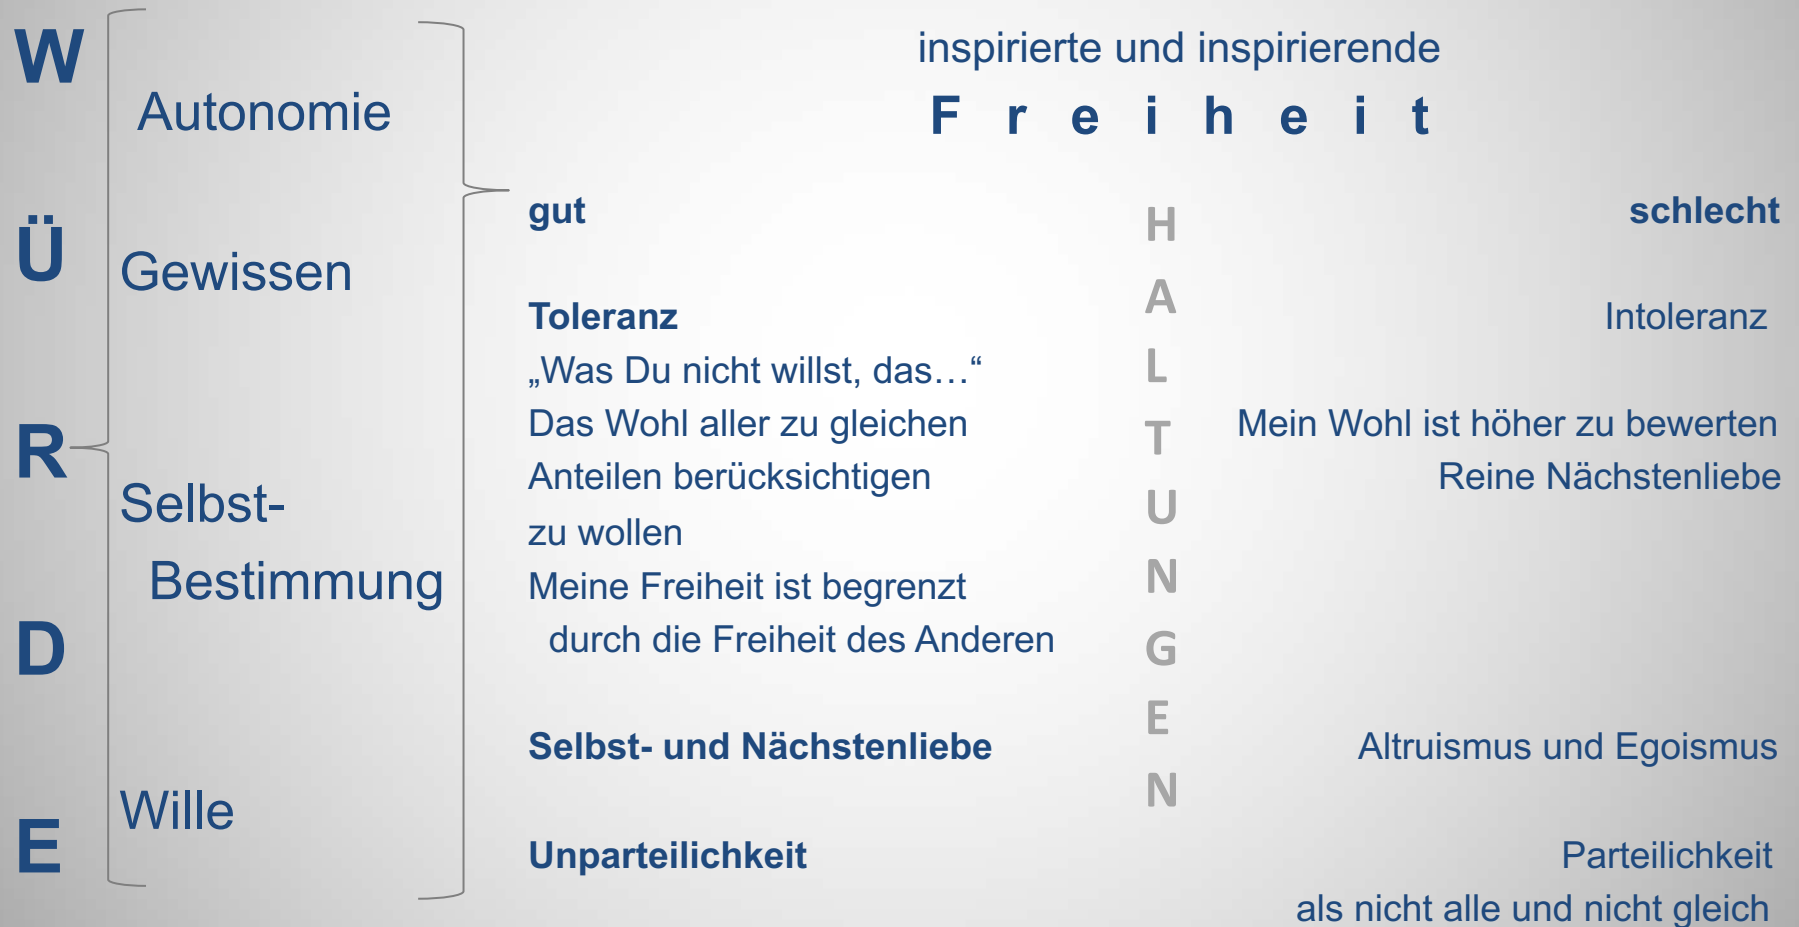 WÜRDE
Autonomie
Gewissen
Selbst-
Bestimmung
Wille
inspirierte und inspirierende
Freiheit
HALTUNGEN
gut
Toleranz
„Was Du nicht willst, das…“
Das Wohl aller zu gleichen
Anteilen berücksichtigen
zu wollen
Meine Freiheit ist begrenzt
durch die Freiheit des Anderen
Selbst- und Nächstenliebe
Unparteilichkeit
schlecht
Intoleranz
Mein Wohl ist höher zu bewerten
Reine Nächstenliebe
Altruismus und Egoismus
Parteilichkeit
als nicht alle und nicht gleich